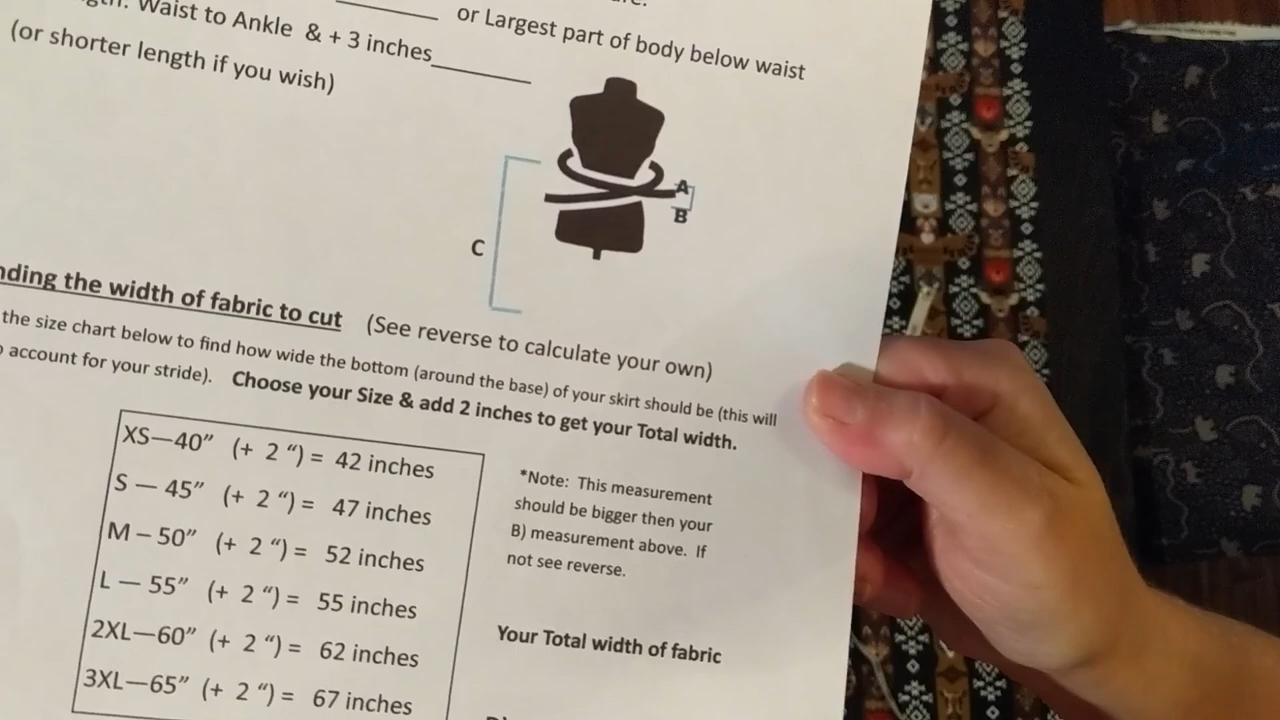 Waist to Ankle & + 3 inches______
(or shorter length if you wish)
______ or Largest part of body below waist
A
B
C
the width of fabric to cut (See reverse to calculate your own)
the size chart below to find how wide the bottom (around the base) of your skirt should be (this will
account for your stride). Choose your Size & add 2 inches to get your Total width.
XS—40” (+ 2 “) = 42 inches
S — 45” (+ 2 “) = 47 inches
M – 50” (+ 2 “) = 52 inches
L — 55” (+ 2 “) = 55 inches
2XL—60” (+ 2 “) = 62 inches
3XL—65” (+ 2 “) = 67 inches
*Note: This measurement
should be bigger then your
B) measurement above. If
not see reverse.
Your Total width of fabric